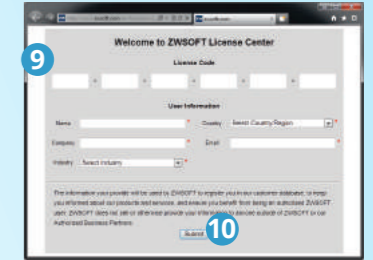 9
Welcome to ZWSOFT License Center
License Code
User Information
Name * Country Select Country/Region *
Company * Email *
Industry Select Industry *
The information your provide will be used by ZWSOFT to register you in our customer database, to keep
you informed about our products and services, and ensure you benefit from being an authorized ZWSOFT
user. ZWSOFT does not sell or otherwise provide your information to anyone outside of ZWSOFT or our
Authorized Business Partners.
Submit
10